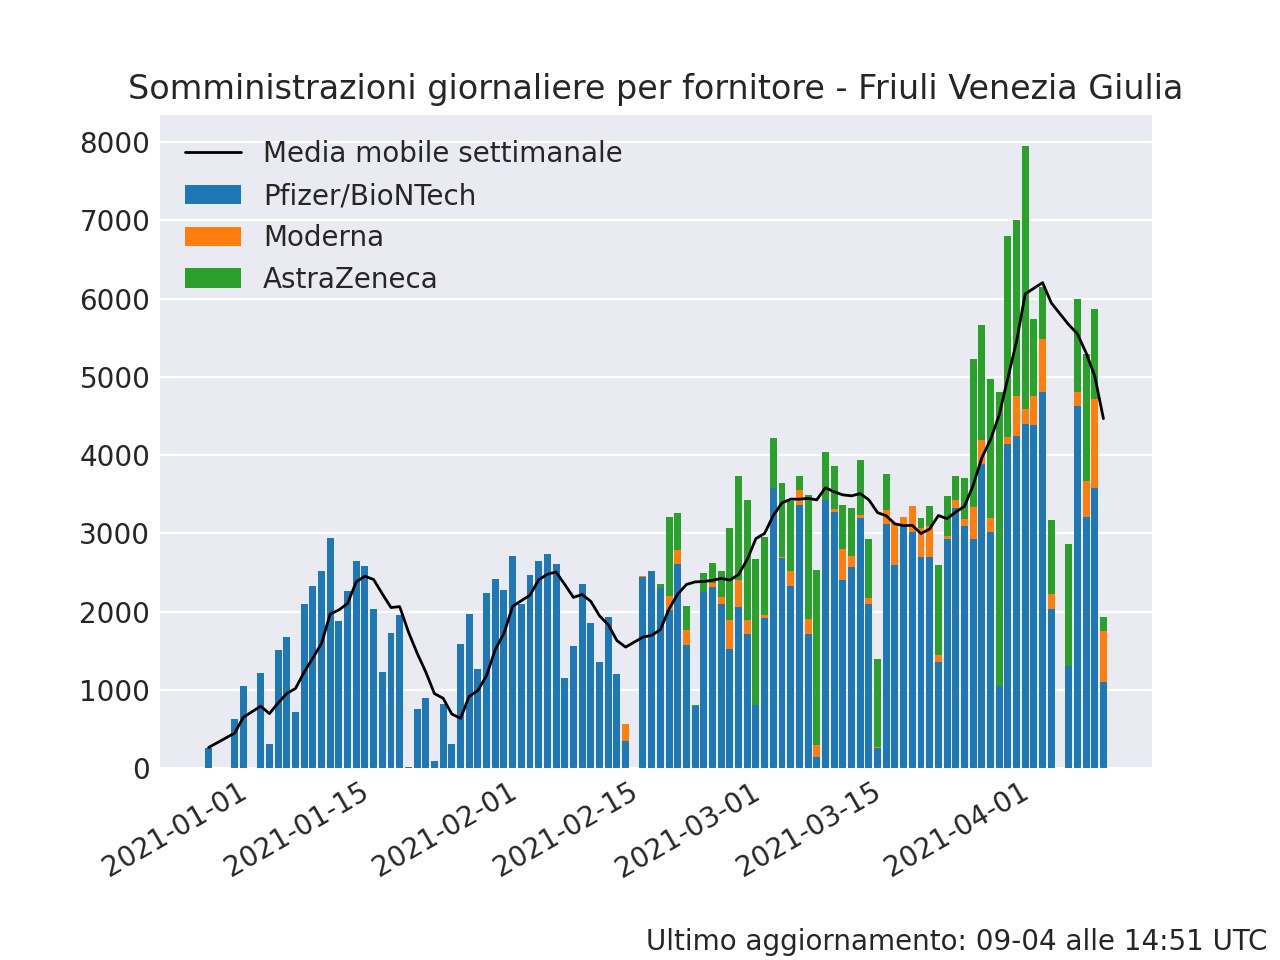 Somministrazioni giornaliere per fornitore - Friuli Venezia Giulia
Media mobile settimanale
Pfizer/BioNTech
Moderna
AstraZeneca
8000
7000
6000
5000
4000
3000
2000
1000
0
2021-01-01
2021-01-15
2021-02-01
2021-02-15
2021-03-01
2021-03-15
2021-04-01
Ultimo aggiornamento: 09-04 alle 14:51 UTC